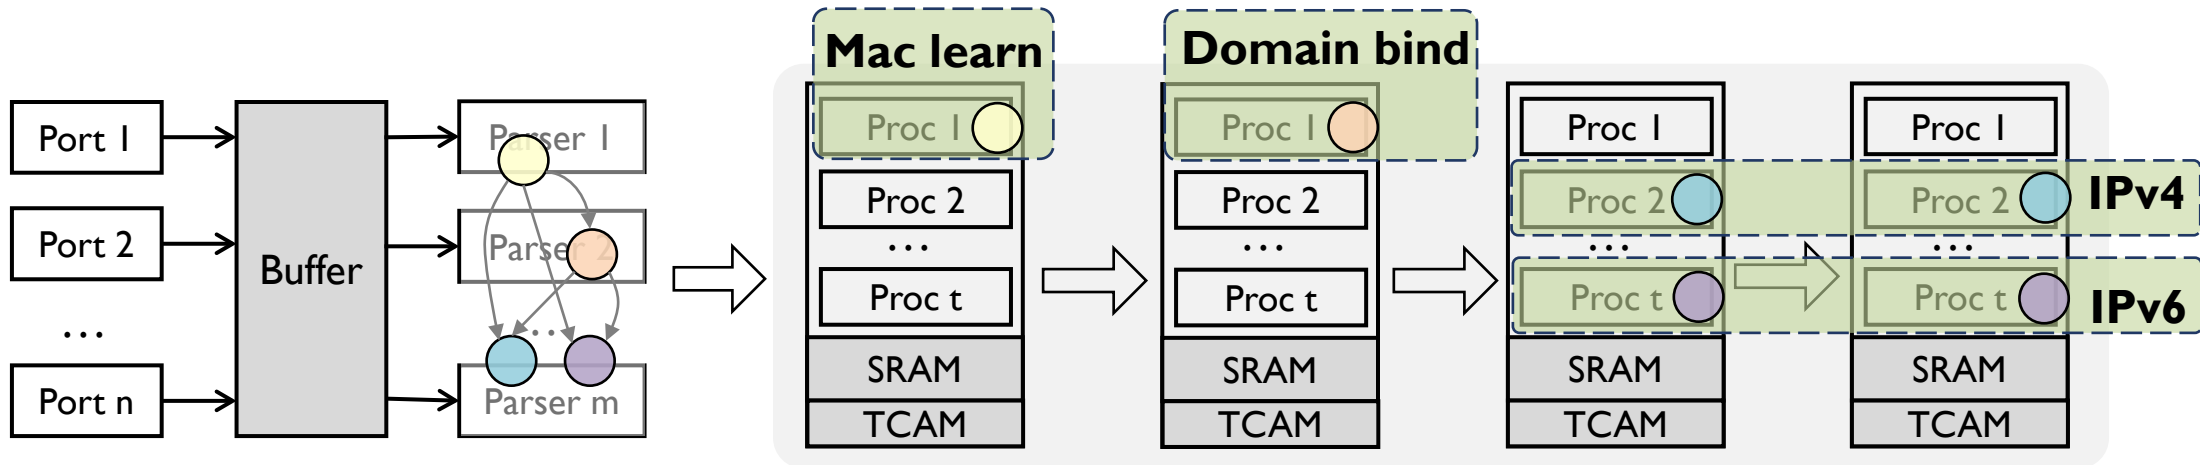 Port 1
Port 2
...
Port n
Buffer
Parser 1
Parser 2
...
Parser m
Mac learn
Proc 1
Proc 2
...
Proc t
SRAM
TCAM
Domain bind
Proc 1
Proc 2
...
Proc t
SRAM
TCAM
Proc 1
Proc 2
...
Proc t
SRAM
TCAM
Proc 1
Proc 2
...
Proc t
SRAM
TCAM
IPv4
IPv6